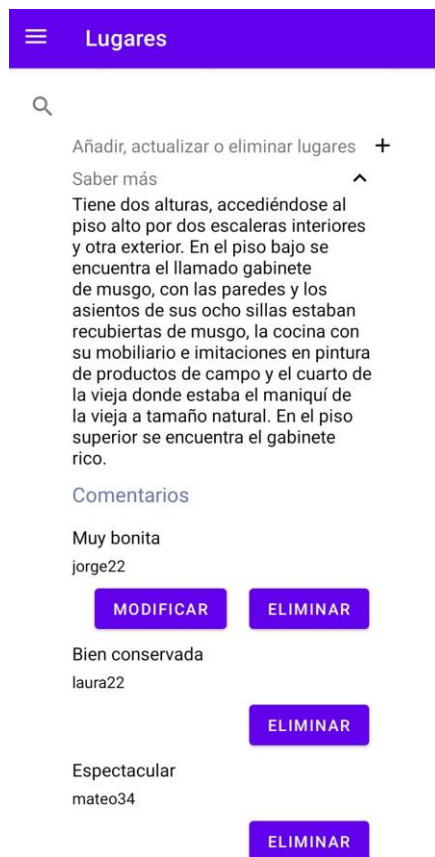 Lugares
Añadir, actualizar o eliminar lugares +
Saber más
Tiene dos alturas, accediéndose al
piso alto por dos escaleras interiores
y otra exterior. En el piso bajo se
encuentra el llamado gabinete
de musgo, con las paredes y los
asientos de sus ocho sillas estaban
recubiertas de musgo, la cocina con
su mobiliario e imitaciones en pintura
de productos de campo y el cuarto de
la vieja donde estaba el maniquí de
la vieja a tamaño natural. En el piso
superior se encuentra el gabinete
rico.
Comentarios
Muy bonita
jorge22
MODIFICAR ELIMINAR
Bien conservada
laura22
ELIMINAR
Espectacular
mateo34
ELIMINAR